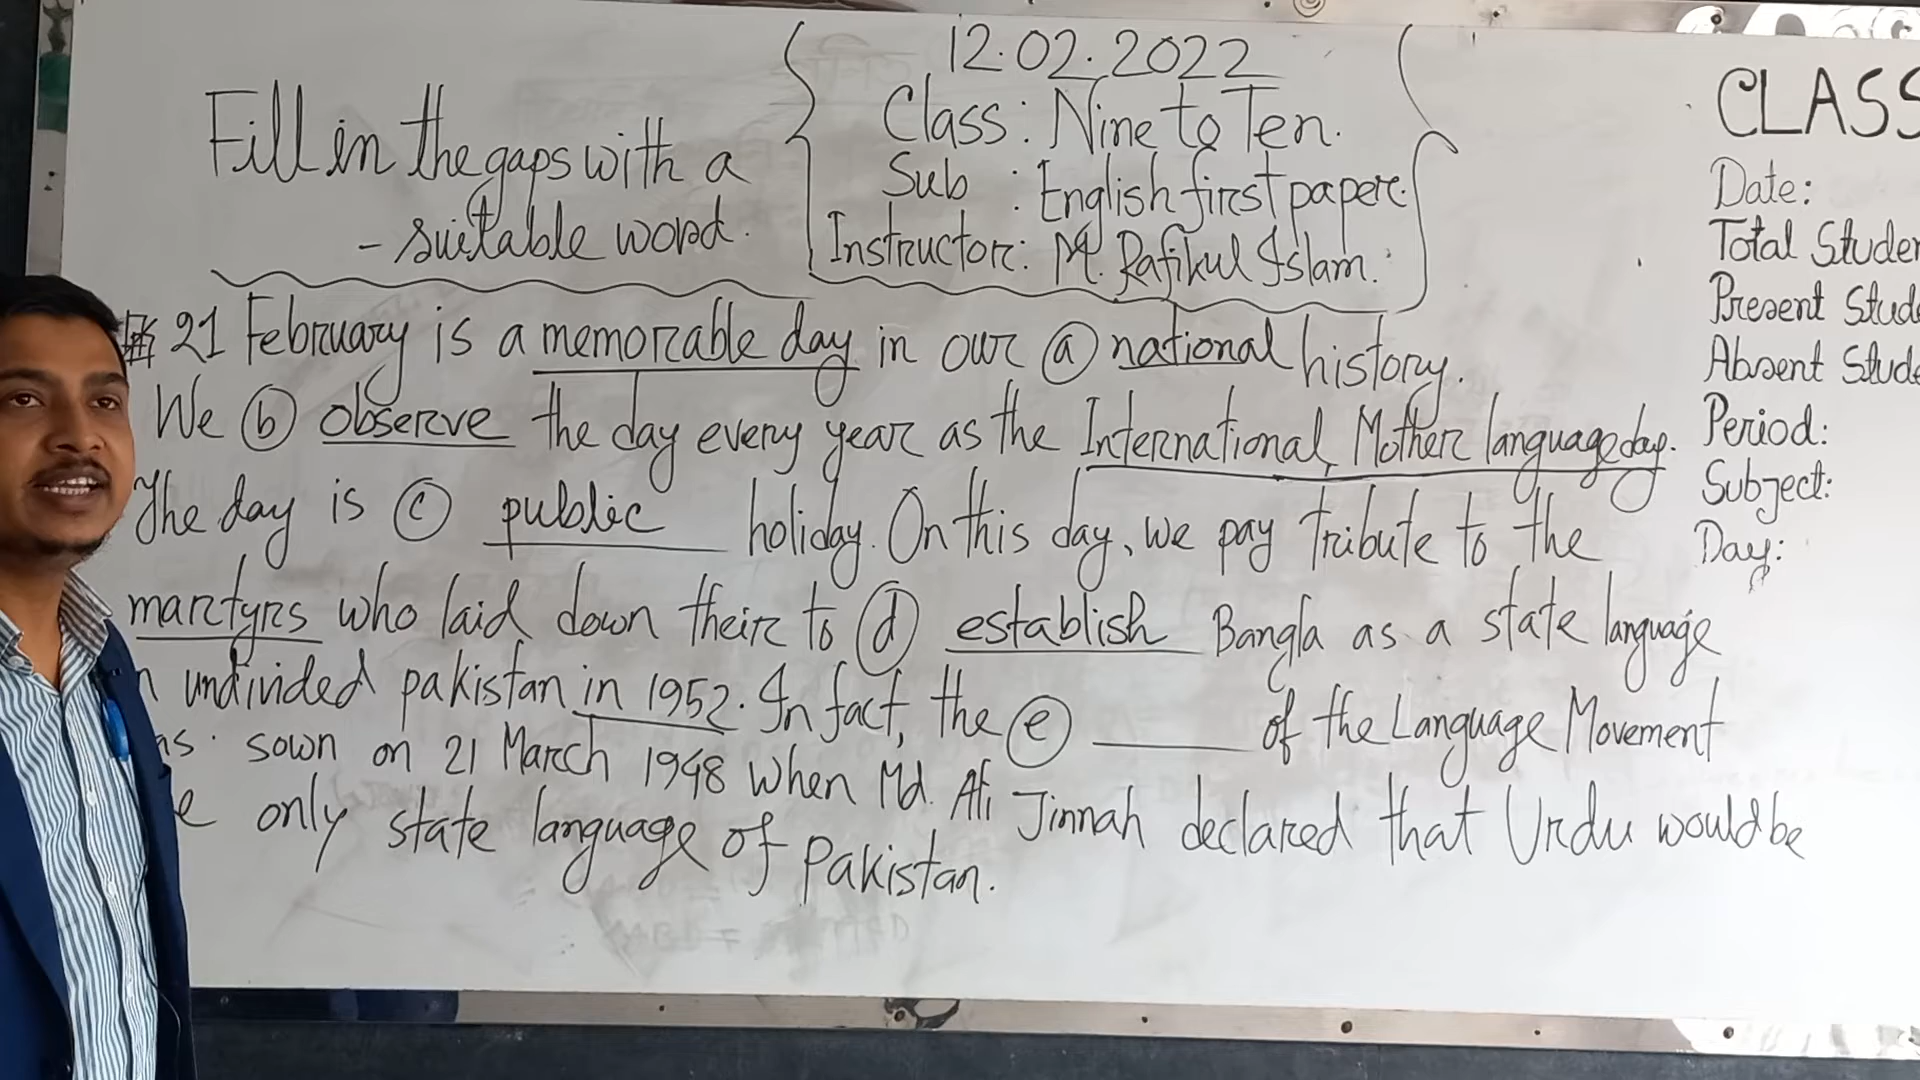 12.02.2022
Fill in the gaps with a
- suitable word.
Class: Nine to Ten.
Sub : English first paper.
Instructor: M. Rafikul Islam.
# 21 February is a memorable day in our (a) national history.
We (b) observe the day every year as the International Mother language day.
The day is (c) public holiday. On this day, we pay tribute to the
martyrs who laid down their to (d) establish Bangla as a state language
n undivided pakistan in 1952. In fact, the (e) ____ of the Language Movement
as sown on 21 March 1948 when Md. Ali Jinnah declared that Urdu would be
e only state language of Pakistan.
CLASS
Date:
Total Studen
Present Stude
Absent Stude
Period:
Subject:
Day: